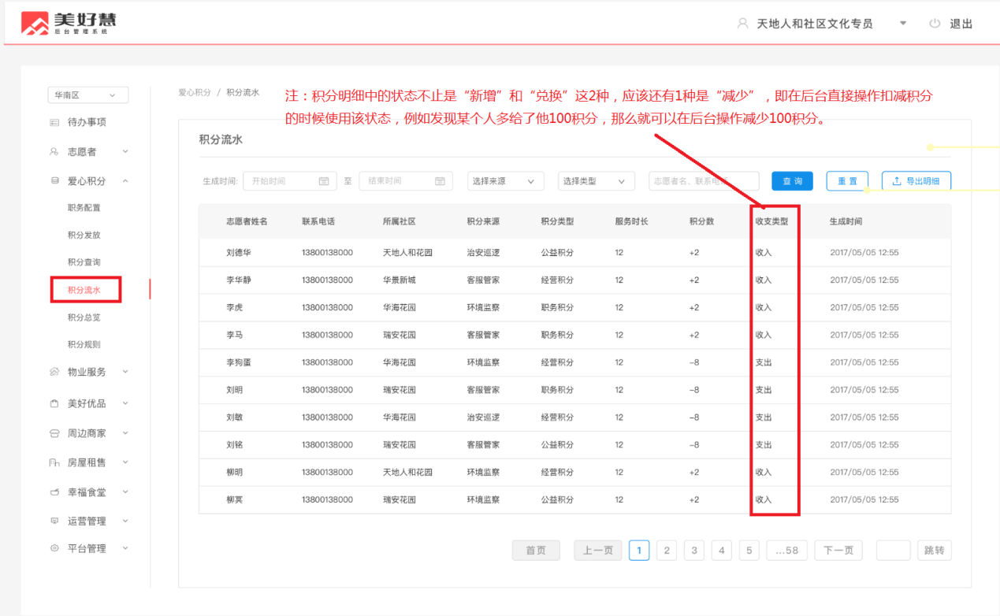 美好慧
后台管理系统
天地人和社区文化专员
退出
华南区
待办事项
志愿者
爱心积分
职务配置
积分发放
积分查询
积分流水
积分总览
积分规则
物业服务
美好优品
周边商家
房屋租售
幸福食堂
运营管理
平台管理
爱心积分 / 积分流水
注：积分明细中的状态不止是“新增”和“兑换”这2种，应该还有1种是“减少”，即在后台直接操作扣减积分
的时候使用该状态，例如发现某个人多给了他100积分，那么就可以在后台操作减少100积分。
积分流水
生成时间: 开始时间 至 结束时间 选择来源 选择类型 志愿者名、联系电 查询 重置 导出明细
志愿者姓名 联系电话 所属社区 积分来源 积分类型 服务时长 积分数 收支类型 生成时间
刘德华 13800138000 天地人和花园 治安巡逻 公益积分 12 +2 收入 2017/05/05 12:55
李华静 13800138000 华景新城 客服管家 经营积分 12 +2 收入 2017/05/05 12:55
李虎 13800138000 华海花园 环境监察 职务积分 12 +2 收入 2017/05/05 12:55
李马 13800138000 瑞安花园 客服管家 职务积分 12 +2 收入 2017/05/05 12:55
李狗蛋 13800138000 华海花园 环境监察 经营积分 12 -8 支出 2017/05/05 12:55
刘明 13800138000 瑞安花园 客服管家 职务积分 12 -8 支出 2017/05/05 12:55
刘敏 13800138000 华海花园 治安巡逻 经营积分 12 -8 支出 2017/05/05 12:55
刘铭 13800138000 瑞安花园 客服管家 公益积分 12 -8 支出 2017/05/05 12:55
柳明 13800138000 天地人和花园 环境监察 经营积分 12 +2 收入 2017/05/05 12:55
柳冥 13800138000 瑞安花园 环境监察 公益积分 12 +2 收入 2017/05/05 12:55
首页 上一页 1 2 3 4 5 ...58 下一页 跳转